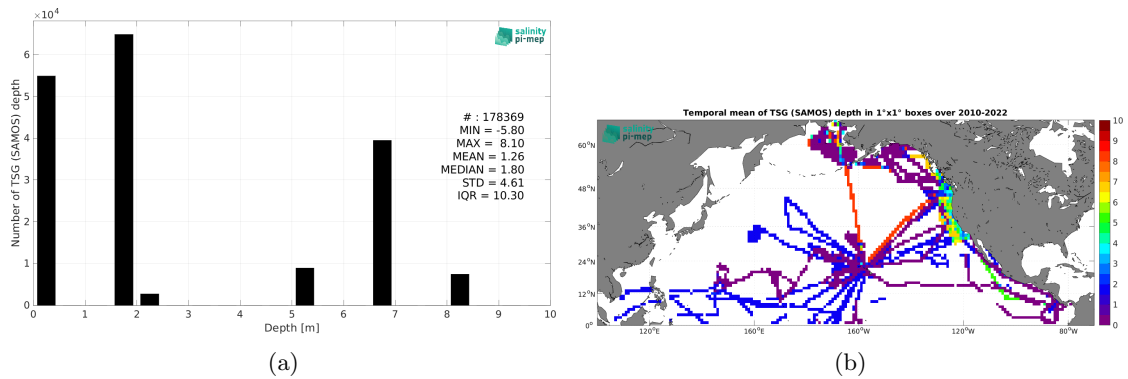 ×10⁴
6
5
4
3
2
1
0
Number of TSG (SAMOS) depth
0 1 2 3 4 5 6 7 8 9 10
Depth [m]
salinity
pi-mep
# : 178369
MIN = -5.80
MAX = 8.10
MEAN = 1.26
MEDIAN = 1.80
STD = 4.61
IQR = 10.30
(a)
Temporal mean of TSG (SAMOS) depth in 1°x1° boxes over 2010-2022
salinity
pi-mep
60°N
48°N
36°N
24°N
12°N
0°
120°E 160°E 160°W 120°W 80°W
10
9
8
7
6
5
4
3
2
1
0
(b)